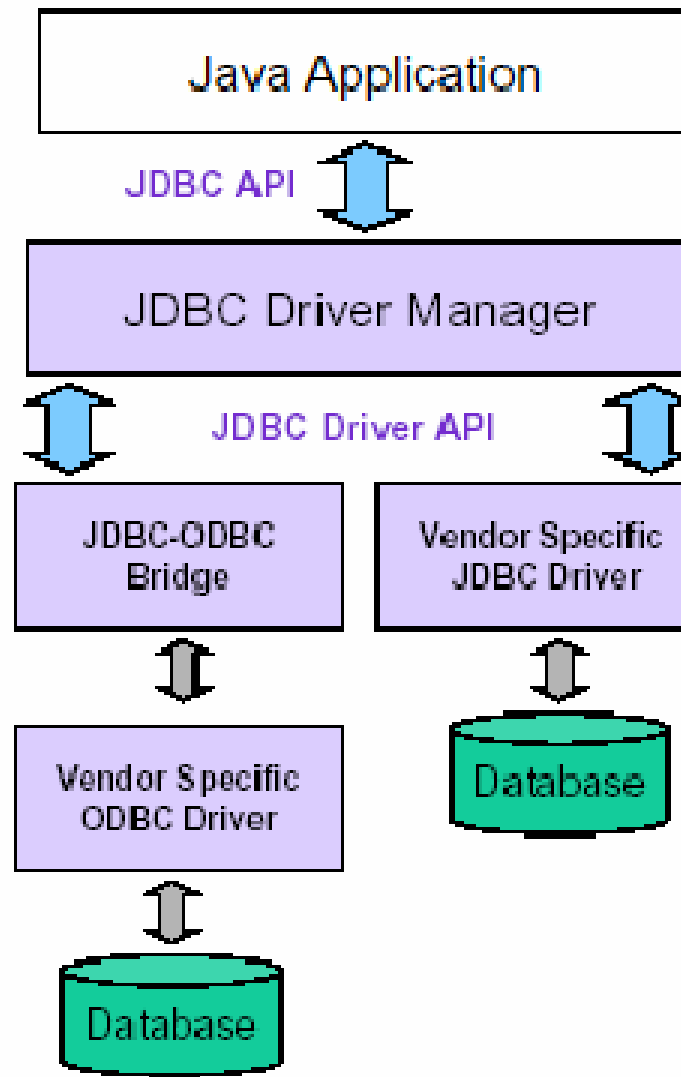 Java Application
JDBC API
JDBC Driver Manager
JDBC Driver API
JDBC-ODBC
Bridge
Vendor Specific
JDBC Driver
Vendor Specific
ODBC Driver
Database
Database